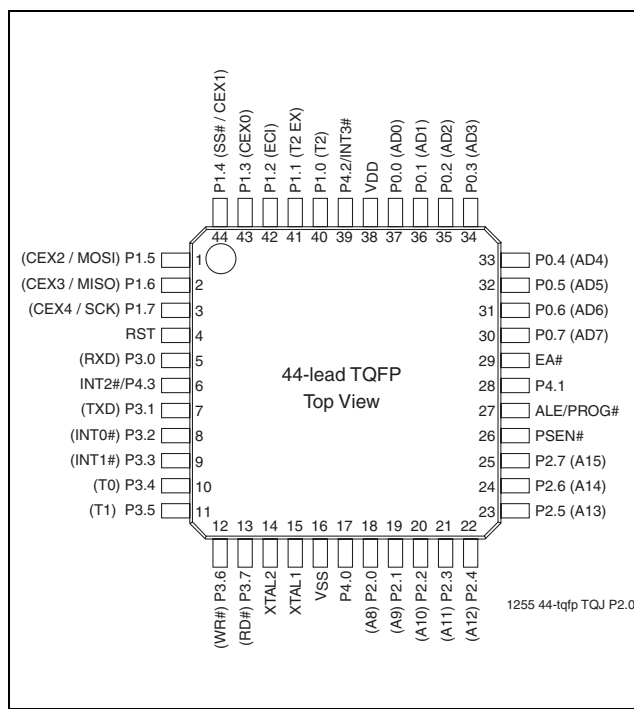 P1.4 (SS# / CEX1)
P1.3 (CEX0)
P1.2 (ECI)
P1.1 (T2 EX)
P1.0 (T2)
P4.2/INT3#
VDD
P0.0 (AD0)
P0.1 (AD1)
P0.2 (AD2)
P0.3 (AD3)
44 43 42 41 40 39 38 37 36 35 34
(CEX2 / MOSI) P1.5 1
(CEX3 / MISO) P1.6 2
(CEX4 / SCK) P1.7 3
RST 4
(RXD) P3.0 5
INT2#/P4.3 6
(TXD) P3.1 7
(INT0#) P3.2 8
(INT1#) P3.3 9
(T0) P3.4 10
(T1) P3.5 11
44-lead TQFP
Top View
33 P0.4 (AD4)
32 P0.5 (AD5)
31 P0.6 (AD6)
30 P0.7 (AD7)
29 EA#
28 P4.1
27 ALE/PROG#
26 PSEN#
25 P2.7 (A15)
24 P2.6 (A14)
23 P2.5 (A13)
12 13 14 15 16 17 18 19 20 21 22
(WR#) P3.6
(RD#) P3.7
XTAL2
XTAL1
VSS
P4.0
(A8) P2.0
(A9) P2.1
(A10) P2.2
(A11) P2.3
(A12) P2.4
1255 44-tqfp TQJ P2.0